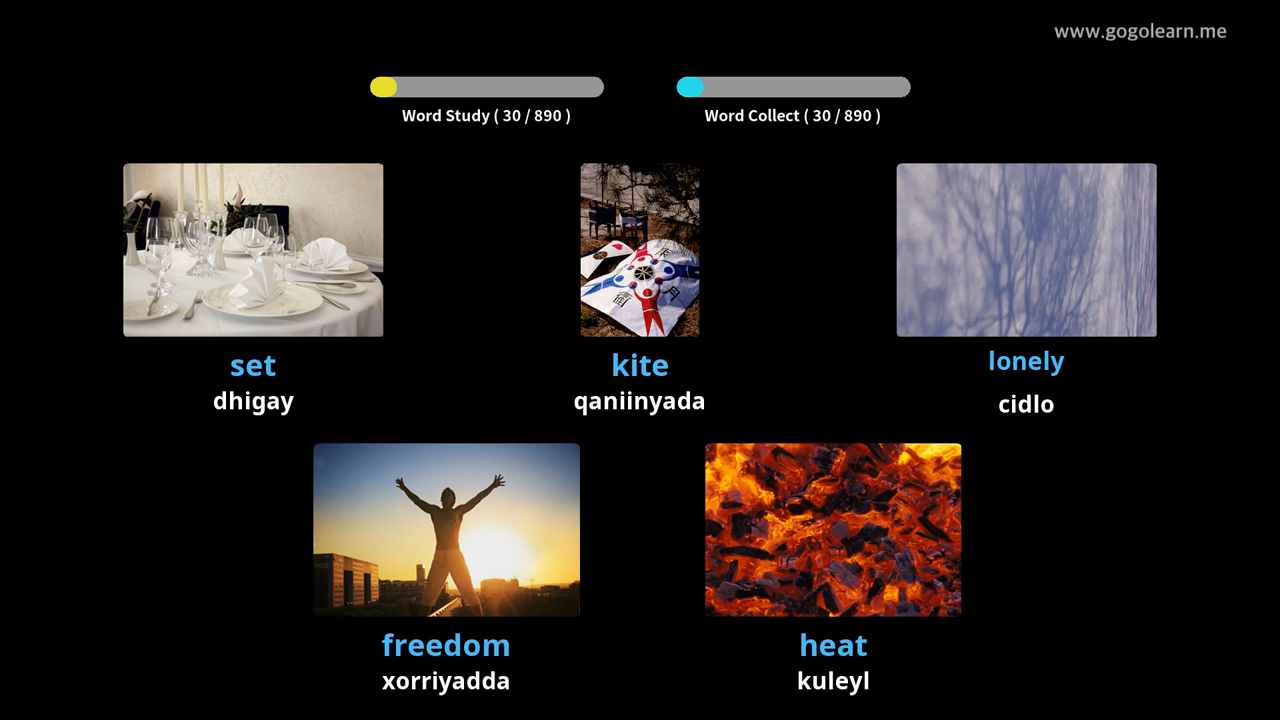 www.gogolearn.me
Word Study ( 30 / 890 )
Word Collect ( 30 / 890 )
set
dhigay
kite
qaniinyada
lonely
cidlo
freedom
xorriyadda
heat
kuleyl